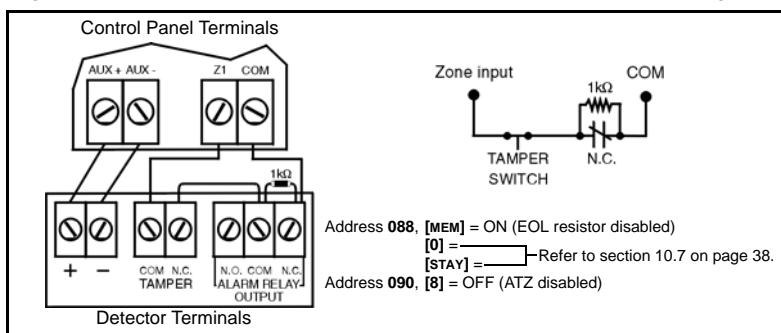 Control Panel Terminals
AUX + AUX - Z1 COM
Zone input COM
1kΩ
TAMPER SWITCH
N.C.
1kΩ
Address 088, [MEM] = ON (EOL resistor disabled)
[0] =
[STAY] =
Refer to section 10.7 on page 38.
Address 090, [8] = OFF (ATZ disabled)
+ - COM N.C. N.O. COM N.C.
TAMPER ALARM RELAY
OUTPUT
Detector Terminals